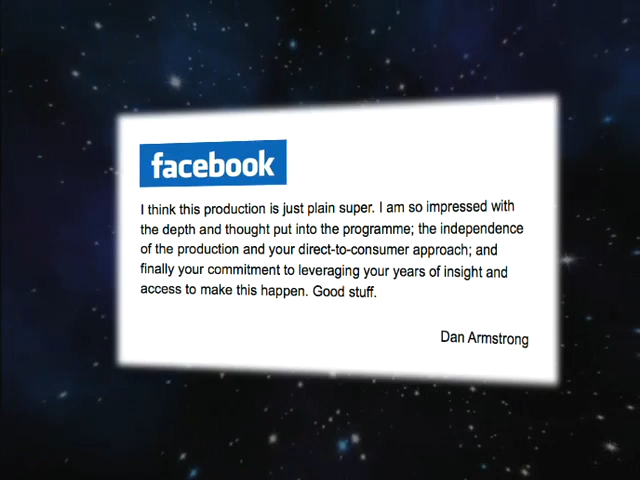 facebook
I think this production is just plain super. I am so impressed with
the depth and thought put into the programme; the independence
of the production and your direct-to-consumer approach; and
finally your commitment to leveraging your years of insight and
access to make this happen. Good stuff.
Dan Armstrong